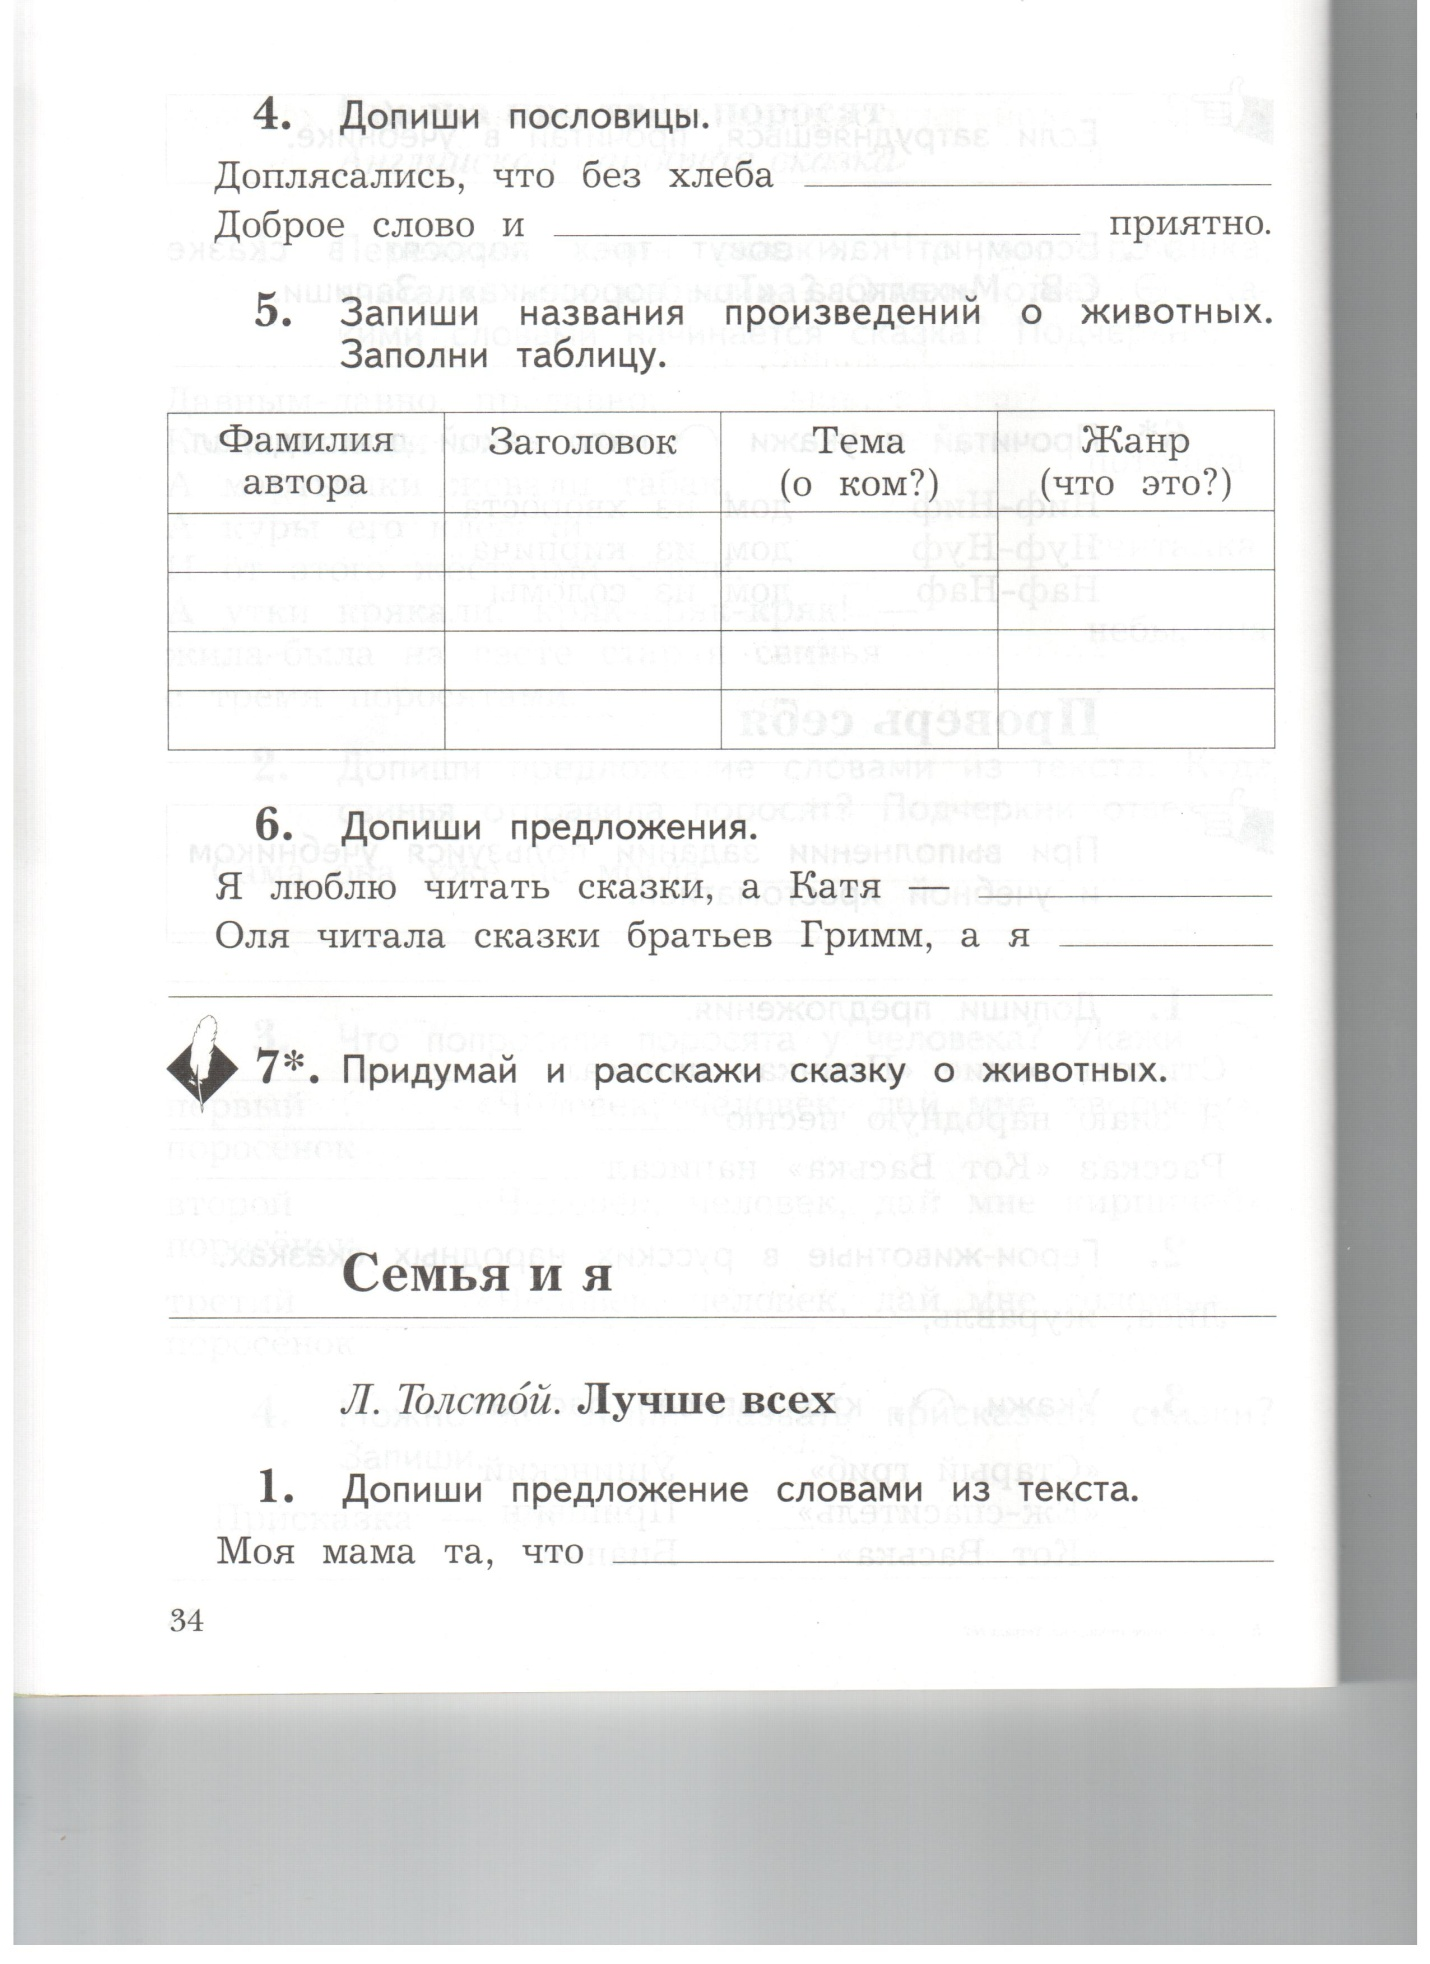 4. Допиши пословицы.
Доплясались, что без хлеба
Доброе слово и приятно.
5. Запиши названия произведений о животных.
Заполни таблицу.
Фамилия автора Заголовок Тема (о ком?) Жанр (что это?)
6. Допиши предложения.
Я люблю читать сказки, а Катя —
Оля читала сказки братьев Гримм, а я
7*. Придумай и расскажи сказку о животных.
Семья и я
Л. Толсто́й. Лучше всех
1. Допиши предложение словами из текста.
Моя мама та, что
34